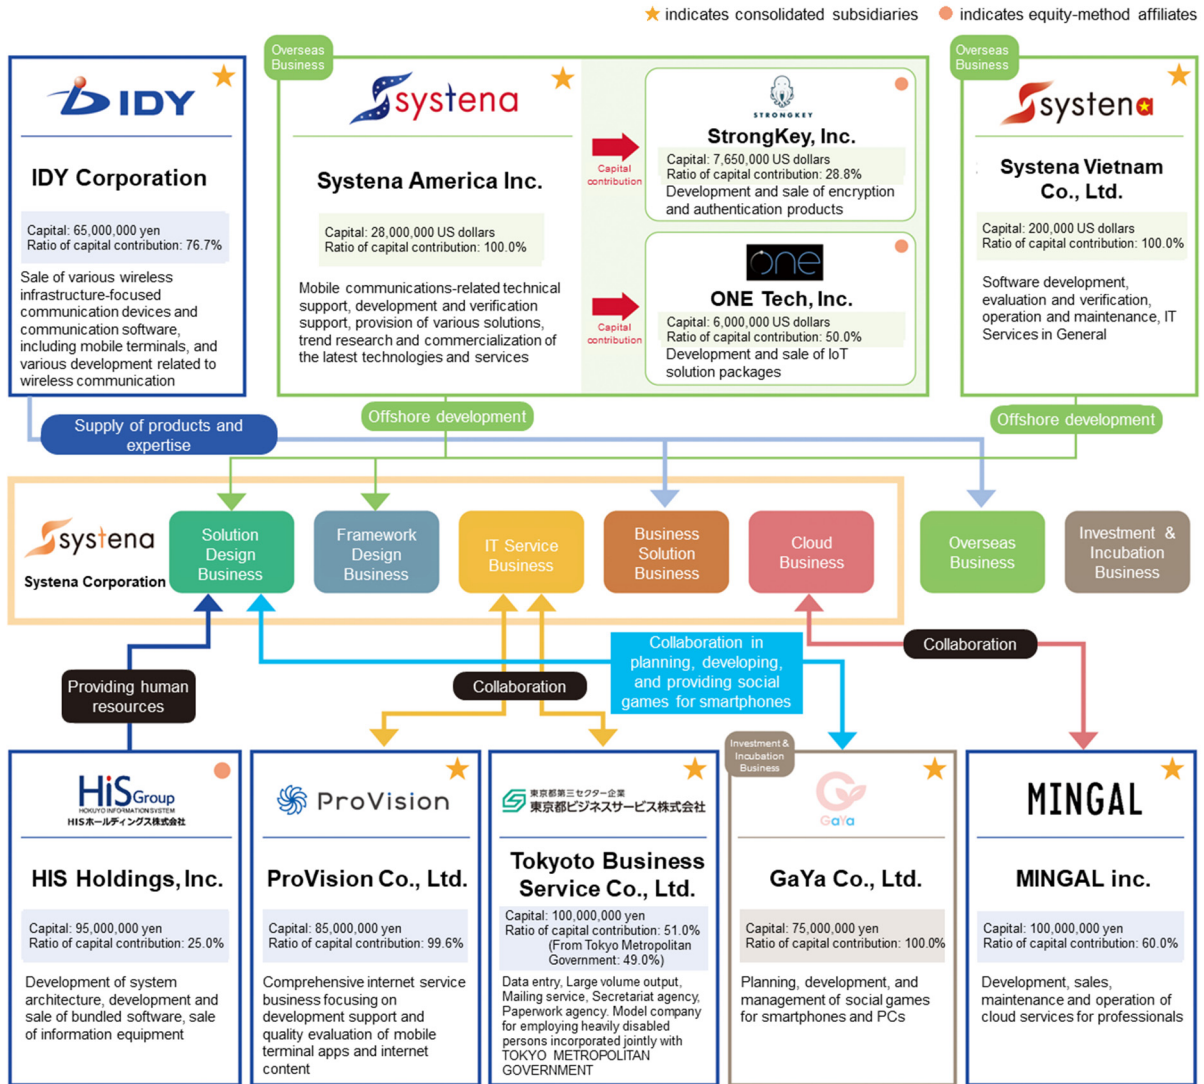 ★ indicates consolidated subsidiaries ● indicates equity-method affiliates
Overseas
Business
IDY
IDY Corporation
Capital: 65,000,000 yen
Ratio of capital contribution: 76.7%
Sale of various wireless
infrastructure-focused
communication devices and
communication software,
including mobile terminals, and
various development related to
wireless communication
systena
Systena America Inc.
Capital: 28,000,000 US dollars
Ratio of capital contribution: 100.0%
Mobile communications-related technical
support, development and verification
support, provision of various solutions,
trend research and commercialization of
the latest technologies and services
Capital
contribution
STRONGKEY
StrongKey, Inc.
Capital: 7,650,000 US dollars
Ratio of capital contribution: 28.8%
Development and sale of encryption
and authentication products
Capital
contribution
one
ONE Tech, Inc.
Capital: 6,000,000 US dollars
Ratio of capital contribution: 50.0%
Development and sale of IoT
solution packages
Overseas
Business
systena
Systena Vietnam
Co., Ltd.
Capital: 200,000 US dollars
Ratio of capital contribution: 100.0%
Software development,
evaluation and verification,
operation and maintenance, IT
Services in General
Supply of products and
expertise
Offshore development
Offshore development
systena
Systena Corporation
Solution
Design
Business
Framework
Design
Business
IT Service
Business
Business
Solution
Business
Cloud
Business
Overseas
Business
Investment &
Incubation
Business
Providing human
resources
Collaboration
Collaboration in
planning, developing,
and providing social
games for smartphones
Collaboration
HiS Group
HOKUYO INFORMATION SYSTEM
HISホールディングス株式会社
HIS Holdings, Inc.
Capital: 95,000,000 yen
Ratio of capital contribution: 25.0%
Development of system
architecture, development and
sale of bundled software, sale
of information equipment
ProVision
ProVision Co., Ltd.
Capital: 85,000,000 yen
Ratio of capital contribution: 99.6%
Comprehensive internet service
business focusing on
development support and
quality evaluation of mobile
terminal apps and internet
content
東京都第三セクター企業
東京都ビジネスサービス株式会社
Tokyoto Business
Service Co., Ltd.
Capital: 100,000,000 yen
Ratio of capital contribution: 51.0%
(From Tokyo Metropolitan
Government: 49.0%)
Data entry, Large volume output,
Mailing service, Secretariat agency,
Paperwork agency. Model company
for employing heavily disabled
persons incorporated jointly with
TOKYO METROPOLITAN
GOVERNMENT
Investment &
Incubation
Business
GaYa
GaYa Co., Ltd.
Capital: 75,000,000 yen
Ratio of capital contribution: 100.0%
Planning, development, and
management of social games
for smartphones and PCs
MINGAL
MINGAL inc.
Capital: 100,000,000 yen
Ratio of capital contribution: 60.0%
Development, sales,
maintenance and operation of
cloud services for professionals